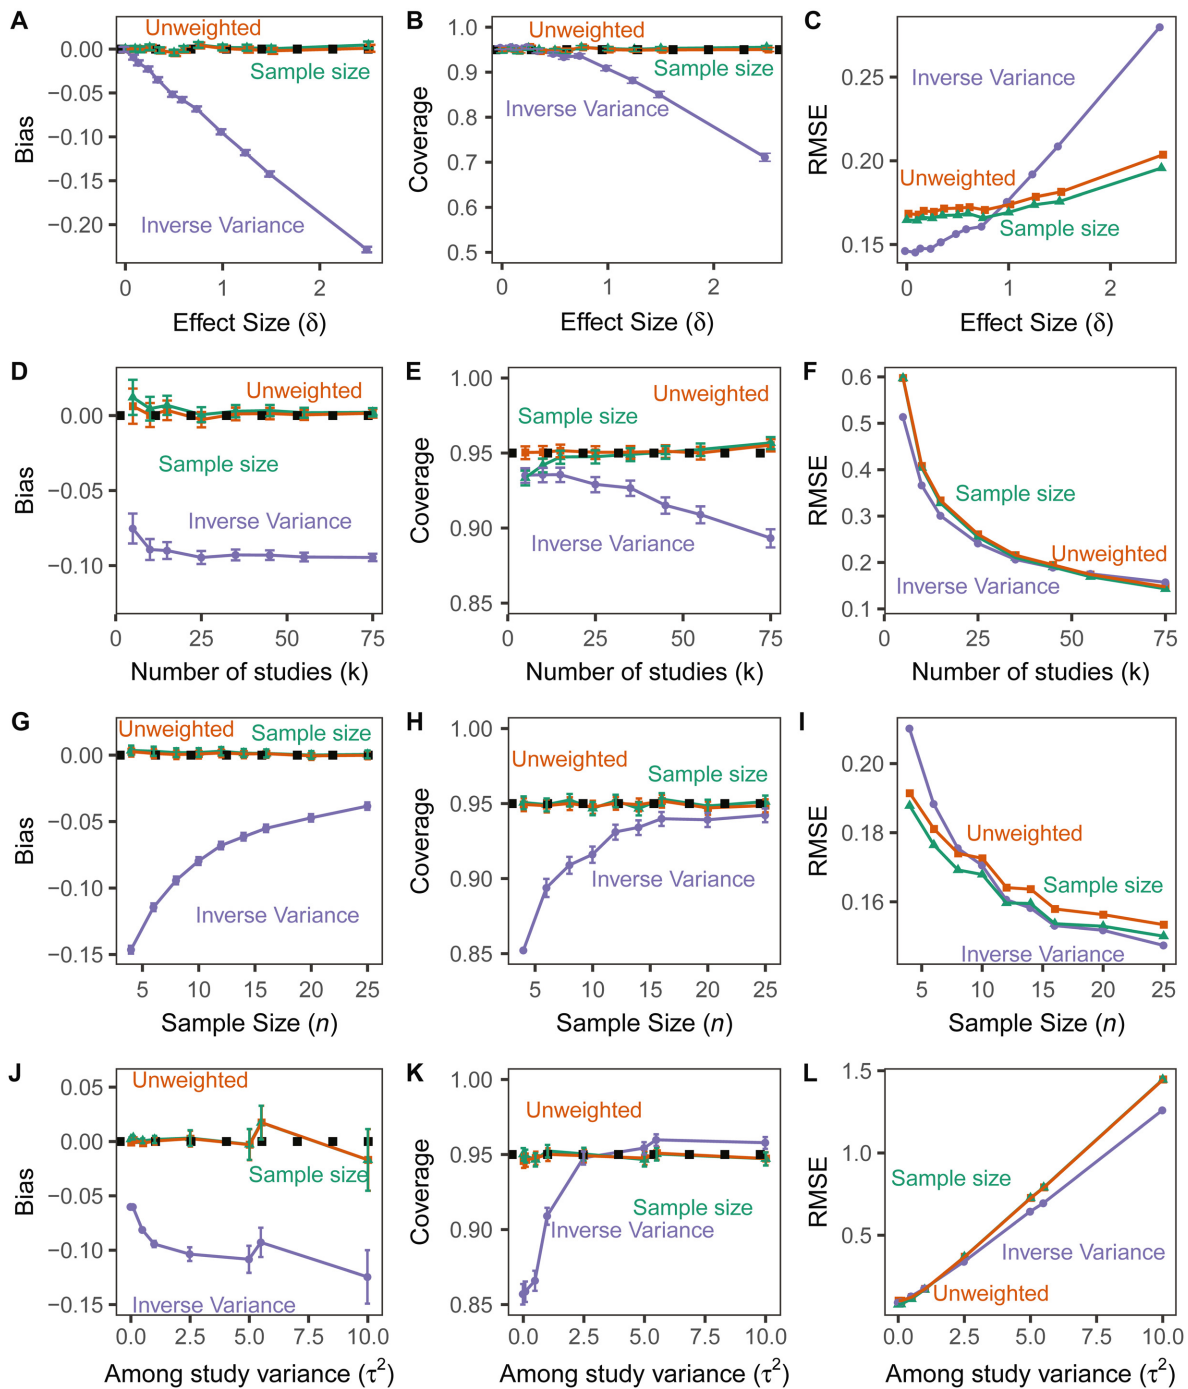 A
Unweighted
Sample size
Inverse Variance
0.00
−0.05
−0.10
−0.15
−0.20
Bias
0
1
2
Effect Size (δ)
B
Unweighted
Sample size
Inverse Variance
1.0
0.9
0.8
0.7
0.6
0.5
Coverage
0
1
2
Effect Size (δ)
C
Inverse Variance
Unweighted
Sample size
0.25
0.20
0.15
RMSE
0
1
2
Effect Size (δ)
D
Unweighted
Sample size
Inverse Variance
0.00
−0.05
−0.10
Bias
0
25
50
75
Number of studies (k)
E
Unweighted
Sample size
Inverse Variance
1.00
0.95
0.90
0.85
Coverage
0
25
50
75
Number of studies (k)
F
Sample size
Unweighted
Inverse Variance
0.6
0.5
0.4
0.3
0.2
0.1
RMSE
0
25
50
75
Number of studies (k)
G
Unweighted
Sample size
Inverse Variance
0.00
−0.05
−0.10
−0.15
Bias
5
10
15
20
25
Sample Size (n)
H
Unweighted
Sample size
Inverse Variance
1.00
0.95
0.90
0.85
Coverage
5
10
15
20
25
Sample Size (n)
I
Unweighted
Sample size
Inverse Variance
0.20
0.18
0.16
RMSE
5
10
15
20
25
Sample Size (n)
J
Unweighted
Sample size
Inverse Variance
0.05
0.00
−0.05
−0.10
−0.15
Bias
0.0
2.5
5.0
7.5
10.0
Among study variance (τ²)
K
Unweighted
Sample size
Inverse Variance
1.00
0.95
0.90
0.85
Coverage
0.0
2.5
5.0
7.5
10.0
Among study variance (τ²)
L
Sample size
Inverse Variance
Unweighted
1.5
1.0
0.5
RMSE
0.0
2.5
5.0
7.5
10.0
Among study variance (τ²)